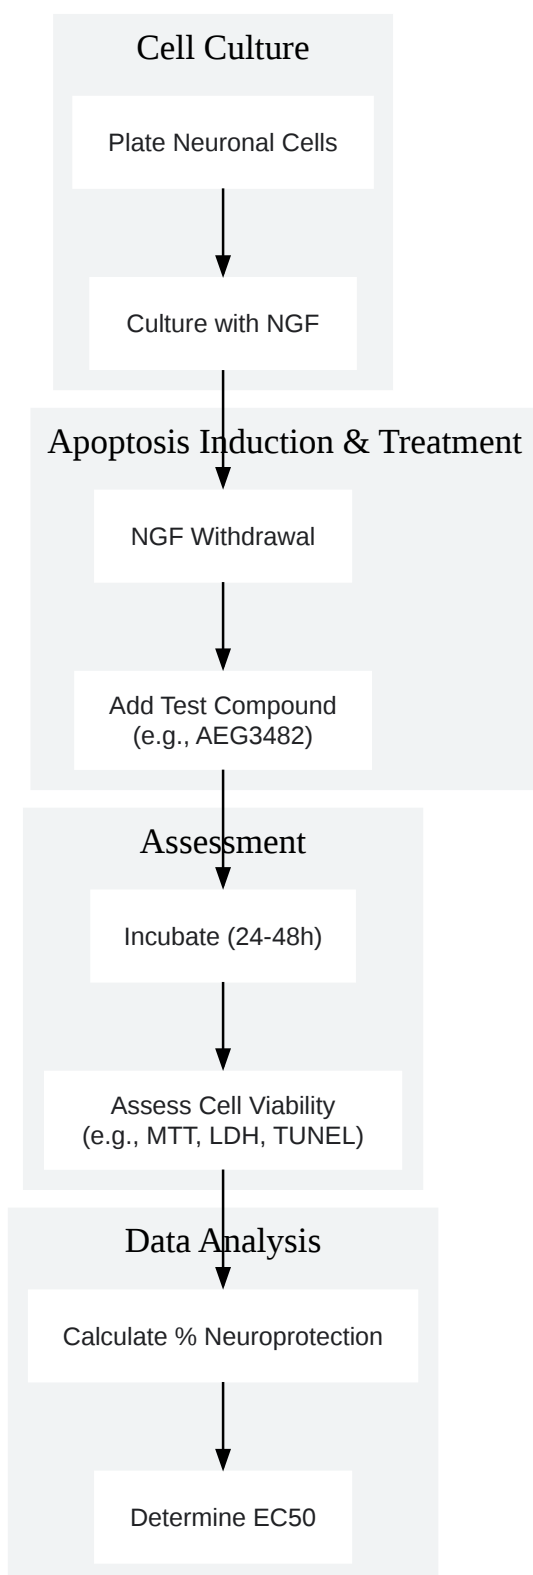 Cell Culture
Plate Neuronal Cells
Culture with NGF
Apoptosis Induction & Treatment
NGF Withdrawal
Add Test Compound
(e.g., AEG3482)
Assessment
Incubate (24-48h)
Assess Cell Viability
(e.g., MTT, LDH, TUNEL)
Data Analysis
Calculate % Neuroprotection
Determine EC50